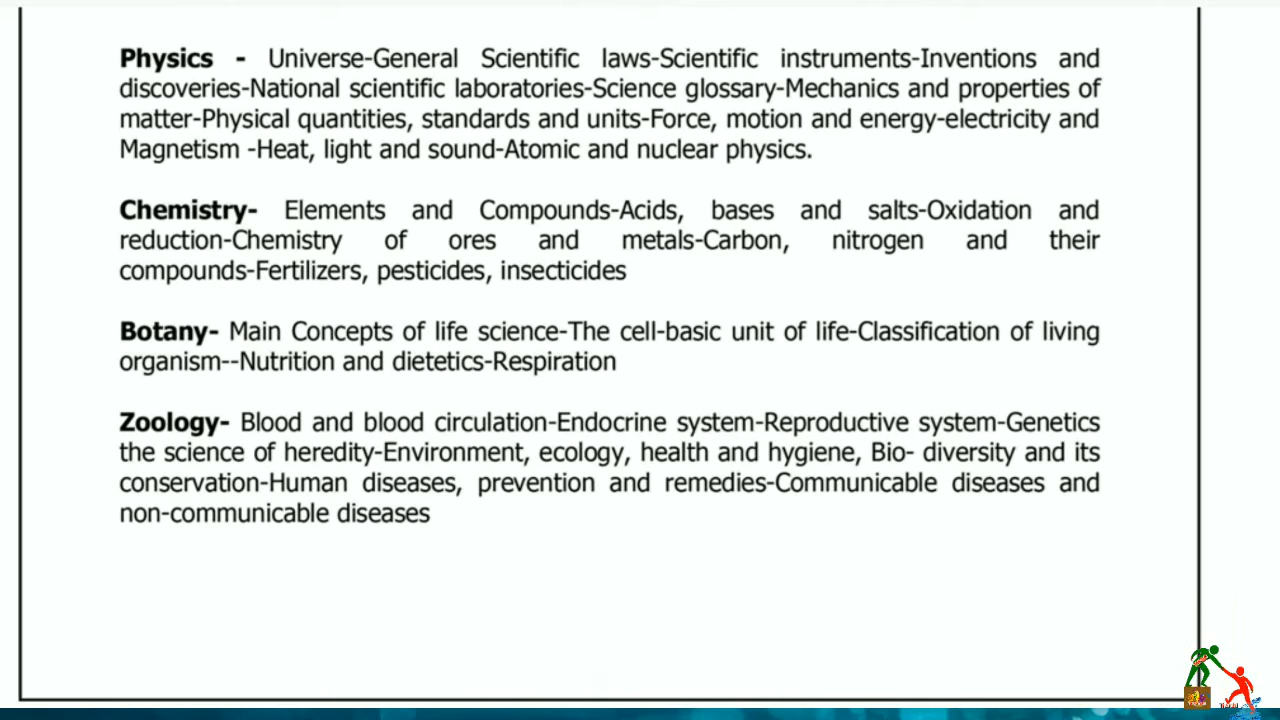 Physics - Universe-General Scientific laws-Scientific instruments-Inventions and
discoveries-National scientific laboratories-Science glossary-Mechanics and properties of
matter-Physical quantities, standards and units-Force, motion and energy-electricity and
Magnetism -Heat, light and sound-Atomic and nuclear physics.
Chemistry- Elements and Compounds-Acids, bases and salts-Oxidation and
reduction-Chemistry of ores and metals-Carbon, nitrogen and their
compounds-Fertilizers, pesticides, insecticides
Botany- Main Concepts of life science-The cell-basic unit of life-Classification of living
organism--Nutrition and dietetics-Respiration
Zoology- Blood and blood circulation-Endocrine system-Reproductive system-Genetics
the science of heredity-Environment, ecology, health and hygiene, Bio- diversity and its
conservation-Human diseases, prevention and remedies-Communicable diseases and
non-communicable diseases